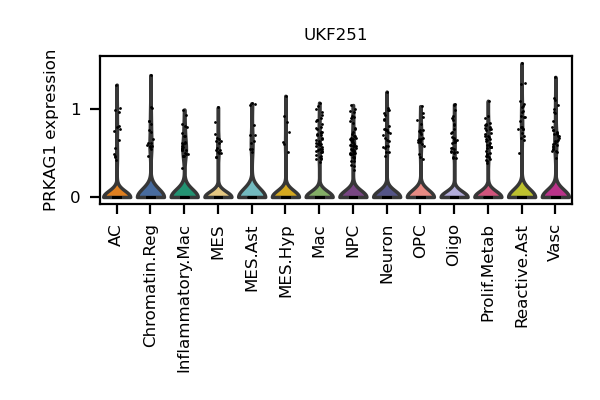 UKF251
PRKAG1 expression
1
0
AC
Chromatin.Reg
Inflammatory.Mac
MES
MES.Ast
MES.Hyp
Mac
NPC
Neuron
OPC
Oligo
Prolif.Metab
Reactive.Ast
Vasc